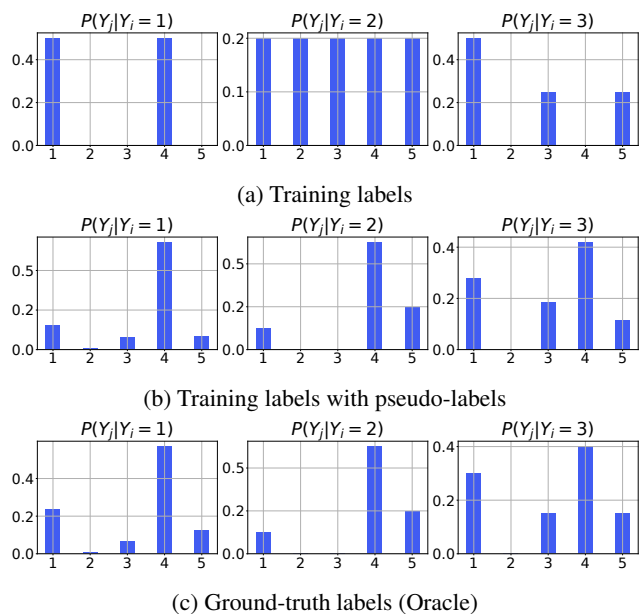 P(Y_j|Y_i = 1) P(Y_j|Y_i = 2) P(Y_j|Y_i = 3)
0.4 0.2 0.4
0.2 0.1 0.2
0.0 0.0 0.0
1 2 3 4 5 1 2 3 4 5 1 2 3 4 5
(a) Training labels
P(Y_j|Y_i = 1) P(Y_j|Y_i = 2) P(Y_j|Y_i = 3)
0.5 0.5 0.4
0.2 0.2 0.2
0.0 0.0 0.0
1 2 3 4 5 1 2 3 4 5 1 2 3 4 5
(b) Training labels with pseudo-labels
P(Y_j|Y_i = 1) P(Y_j|Y_i = 2) P(Y_j|Y_i = 3)
0.4 0.5 0.4
0.2 0.2 0.2
0.0 0.0 0.0
1 2 3 4 5 1 2 3 4 5 1 2 3 4 5
(c) Ground-truth labels (Oracle)